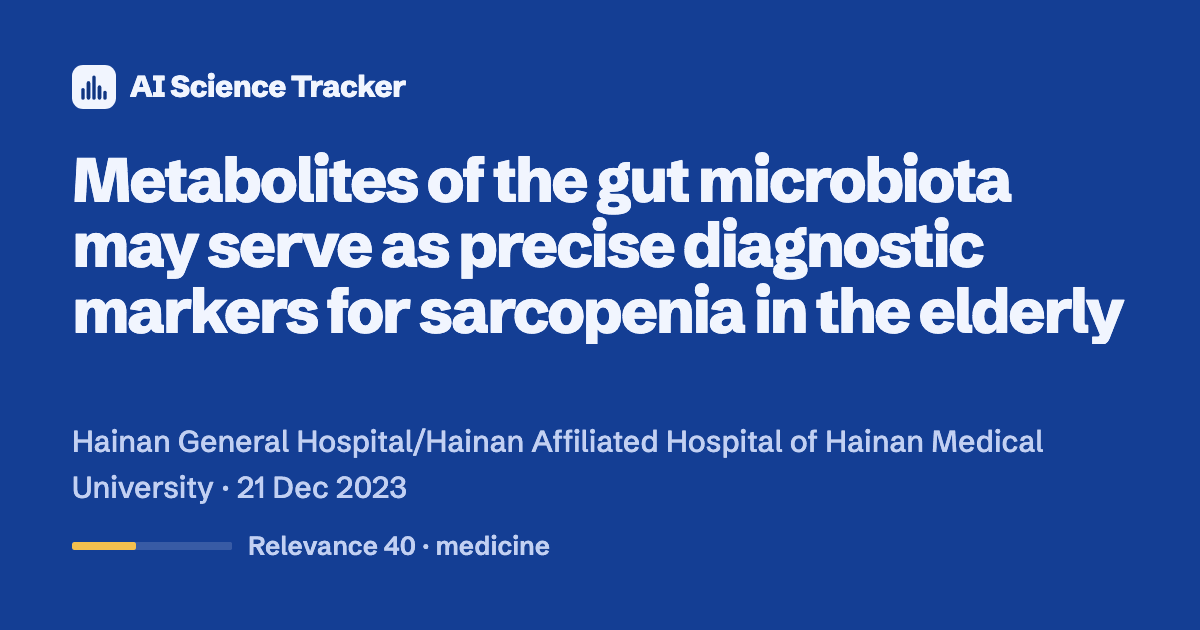 AI Science Tracker
Metabolites of the gut microbiota
may serve as precise diagnostic
markers for sarcopenia in the elderly
Hainan General Hospital/Hainan Affiliated Hospital of Hainan Medical
University · 21 Dec 2023
Relevance 40 · medicine